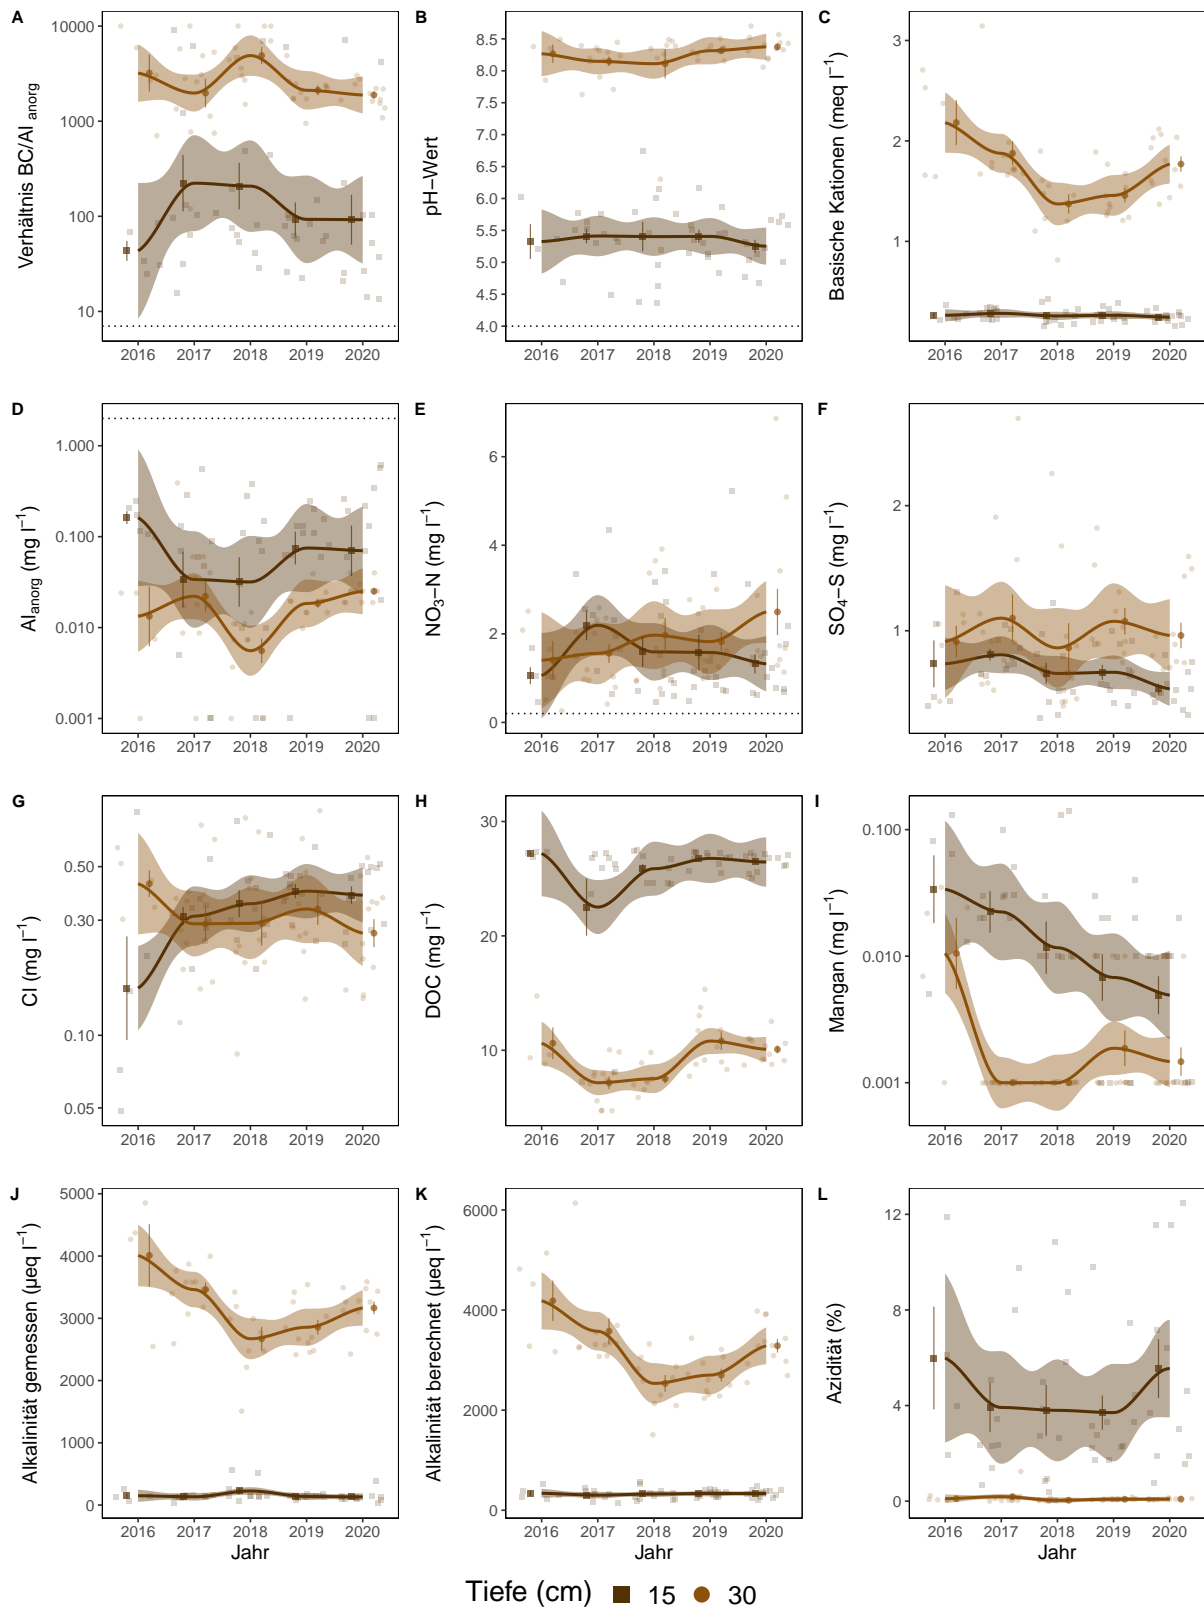 A
Verhältnis BC/Al anorg
10000
1000
100
10
2016 2017 2018 2019 2020
B
pH−Wert
8.5
8.0
7.5
7.0
6.5
6.0
5.5
5.0
4.5
4.0
2016 2017 2018 2019 2020
C
Basische Kationen (meq l⁻¹)
3
2
1
2016 2017 2018 2019 2020
D
Al anorg (mg l⁻¹)
1.000
0.100
0.010
0.001
2016 2017 2018 2019 2020
E
NO₃−N (mg l⁻¹)
6
4
2
0
2016 2017 2018 2019 2020
F
SO₄−S (mg l⁻¹)
2
1
2016 2017 2018 2019 2020
G
Cl (mg l⁻¹)
0.50
0.30
0.10
0.05
2016 2017 2018 2019 2020
H
DOC (mg l⁻¹)
30
20
10
2016 2017 2018 2019 2020
I
Mangan (mg l⁻¹)
0.100
0.010
0.001
2016 2017 2018 2019 2020
J
Alkalinität gemessen (µeq l⁻¹)
5000
4000
3000
2000
1000
0
2016 2017 2018 2019 2020
Jahr
K
Alkalinität berechnet (µeq l⁻¹)
6000
4000
2000
0
2016 2017 2018 2019 2020
L
Azidität (%)
12
8
4
0
2016 2017 2018 2019 2020
Jahr
Tiefe (cm) 15 30